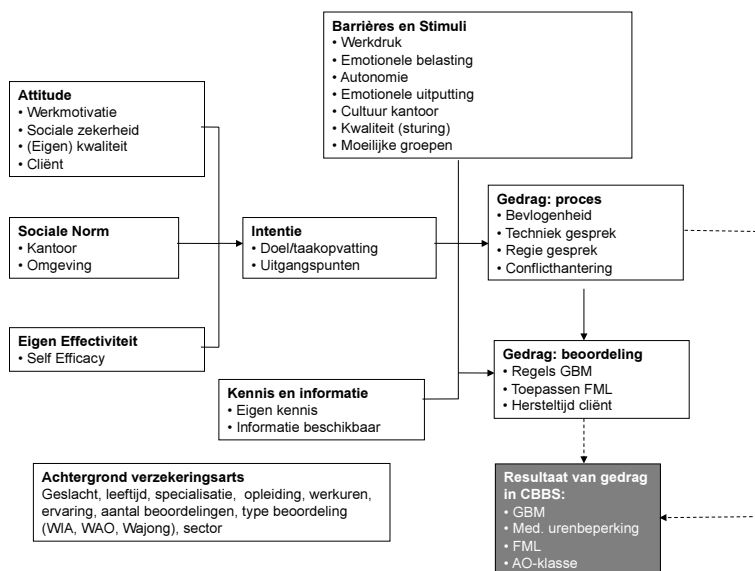 Barrières en Stimuli
• Werkdruk
• Emotionele belasting
• Autonomie
• Emotionele uitputting
• Cultuur kantoor
• Kwaliteit (sturing)
• Moeilijke groepen
Attitude
• Werkmotivatie
• Sociale zekerheid
• (Eigen) kwaliteit
• Cliënt
Sociale Norm
• Kantoor
• Omgeving
Intentie
• Doel/taakopvatting
• Uitgangspunten
Gedrag: proces
• Bevlogenheid
• Techniek gesprek
• Regie gesprek
• Conflicthantering
Eigen Effectiviteit
• Self Efficacy
Gedrag: beoordeling
• Regels GBM
• Toepassen FML
• Hersteltijd cliënt
Kennis en informatie
• Eigen kennis
• Informatie beschikbaar
Achtergrond verzekeringsarts
Geslacht, leeftijd, specialisatie, opleiding, werkuren,
ervaring, aantal beoordelingen, type beoordeling
(WIA, WAO, Wajong), sector
Resultaat van gedrag
in CBBS:
• GBM
• Med. urenbeperking
• FML
• AO-klasse